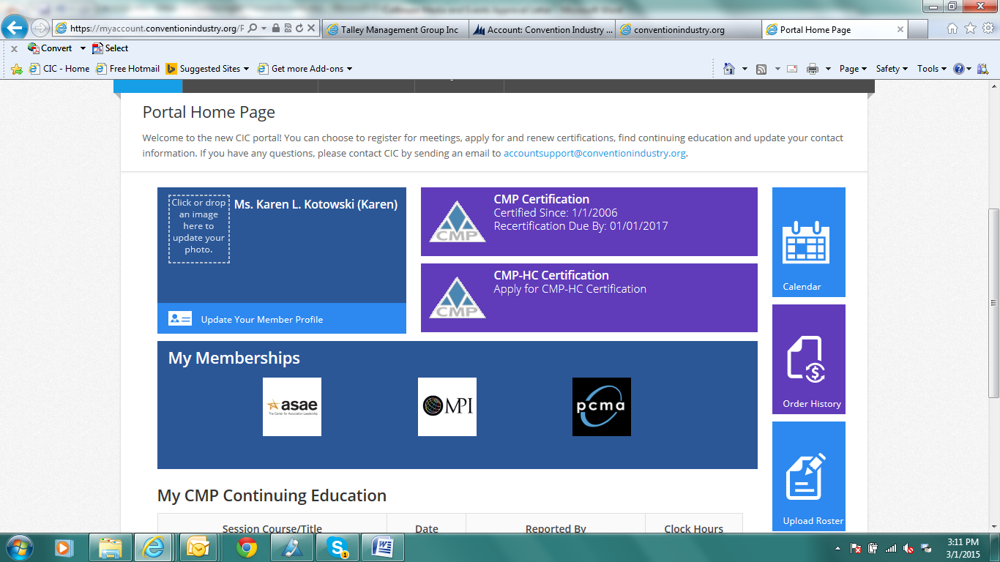 https://myaccount.conventionindustry.org/P
Talley Management Group Inc
Account: Convention Industry ...
conventionindustry.org
Portal Home Page
Convert
Select
CIC - Home
Free Hotmail
Suggested Sites
Get more Add-ons
Page
Safety
Tools
Portal Home Page
Welcome to the new CIC portal! You can choose to register for meetings, apply for and renew certifications, find continuing education and update your contact
information. If you have any questions, please contact CIC by sending an email to accountsupport@conventionindustry.org.
Click or drop
an image
here to
update your
photo.
Ms. Karen L. Kotowski (Karen)
Update Your Member Profile
CMP
CMP Certification
Certified Since: 1/1/2006
Recertification Due By: 01/01/2017
CMP
CMP-HC Certification
Apply for CMP-HC Certification
Calendar
Order History
Upload Roster
My Memberships
asae
The Center for Association Leadership
MPI
pcma
My CMP Continuing Education
Session Course/Title
Date
Reported By
Clock Hours
3:11 PM
3/1/2015